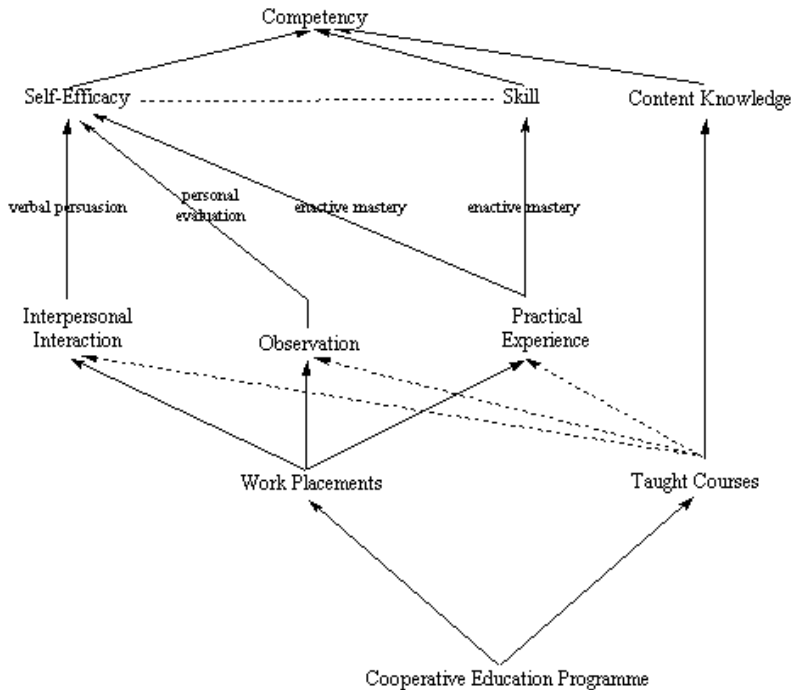 Competency
Self-Efficacy
Skill
Content Knowledge
verbal persuasion
personal
evaluation
enactive mastery
enactive mastery
Interpersonal
Interaction
Observation
Practical
Experience
Work Placements
Taught Courses
Cooperative Education Programme